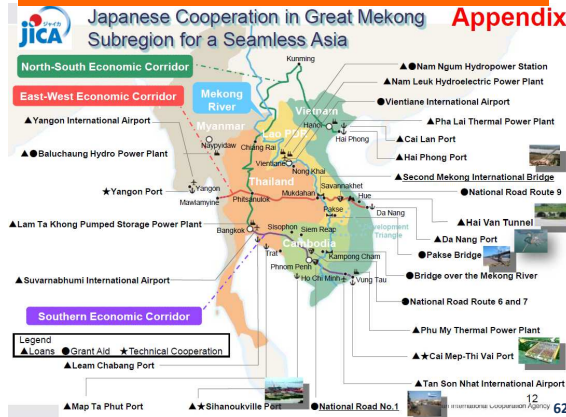 ジャイカ
JICA
Japanese Cooperation in Great Mekong
Subregion for a Seamless Asia
Appendix
North-South Economic Corridor
East-West Economic Corridor
Mekong
River
Kunming
▲●Nam Ngum Hydropower Station
▲Nam Leuk Hydroelectric Power Plant
●Vientiane International Airport
▲Pha Lai Thermal Power Plant
▲Cai Lan Port
▲Hai Phong Port
▲Second Mekong International Bridge
●National Road Route 9
▲Hai Van Tunnel
▲Da Nang Port
●Pakse Bridge
●Bridge over the Mekong River
●National Road Route 6 and 7
▲Phu My Thermal Power Plant
▲★Cai Mep-Thi Vai Port
▲Tan Son Nhat International Airport
▲Yangon International Airport
▲●Baluchaung Hydro Power Plant
★Yangon Port
▲Lam Ta Khong Pumped Storage Power Plant
▲Suvarnabhumi International Airport
Southern Economic Corridor
Legend
▲Loans ●Grant Aid ★Technical Cooperation
▲Leam Chabang Port
▲Map Ta Phut Port
▲★Sihanoukville Port
●National Road No.1
Myanmar
Naypyidaw
Chiang Rai
Lao PDR
Vietnam
Hanoi
Hai Phong
Vientiane
Nong Khai
Thailand
Savannakhet
Yangon
Mawlamyine
Phitsanulok
Mukdahan
Hue
Da Nang
Pakse
Development
Triangle
Bangkok
Sisophon
Siem Reap
Cambodia
Trat
Kampong Cham
Phnom Penh
Ho Chi Minh
Vung Tau
12
International Cooperation Agency
62